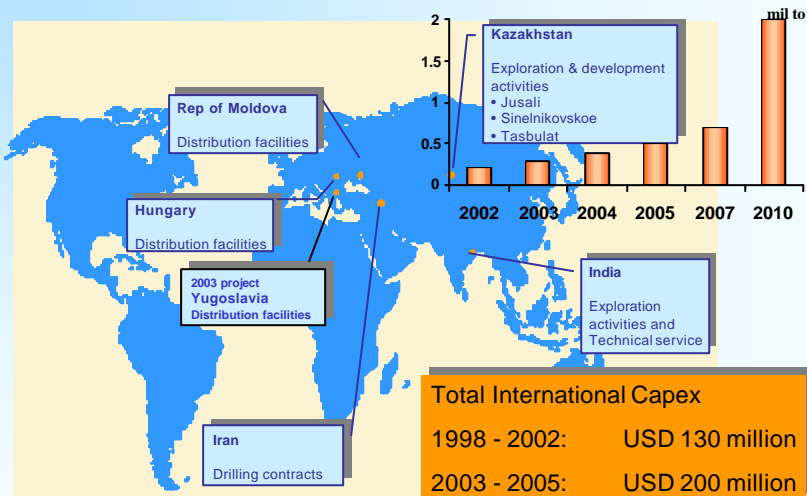 mil to
2
1.5
1
0.5
0
2002 2003 2004 2005 2007 2010
Kazakhstan
Exploration & development
activities
• Jusali
• Sinelnikovskoe
• Tasbulat
Rep of Moldova
Distribution facilities
Hungary
Distribution facilities
2003 project
Yugoslavia
Distribution facilities
India
Exploration
activities and
Technical service
Iran
Drilling contracts
Total International Capex
1998 - 2002: USD 130 million
2003 - 2005: USD 200 million